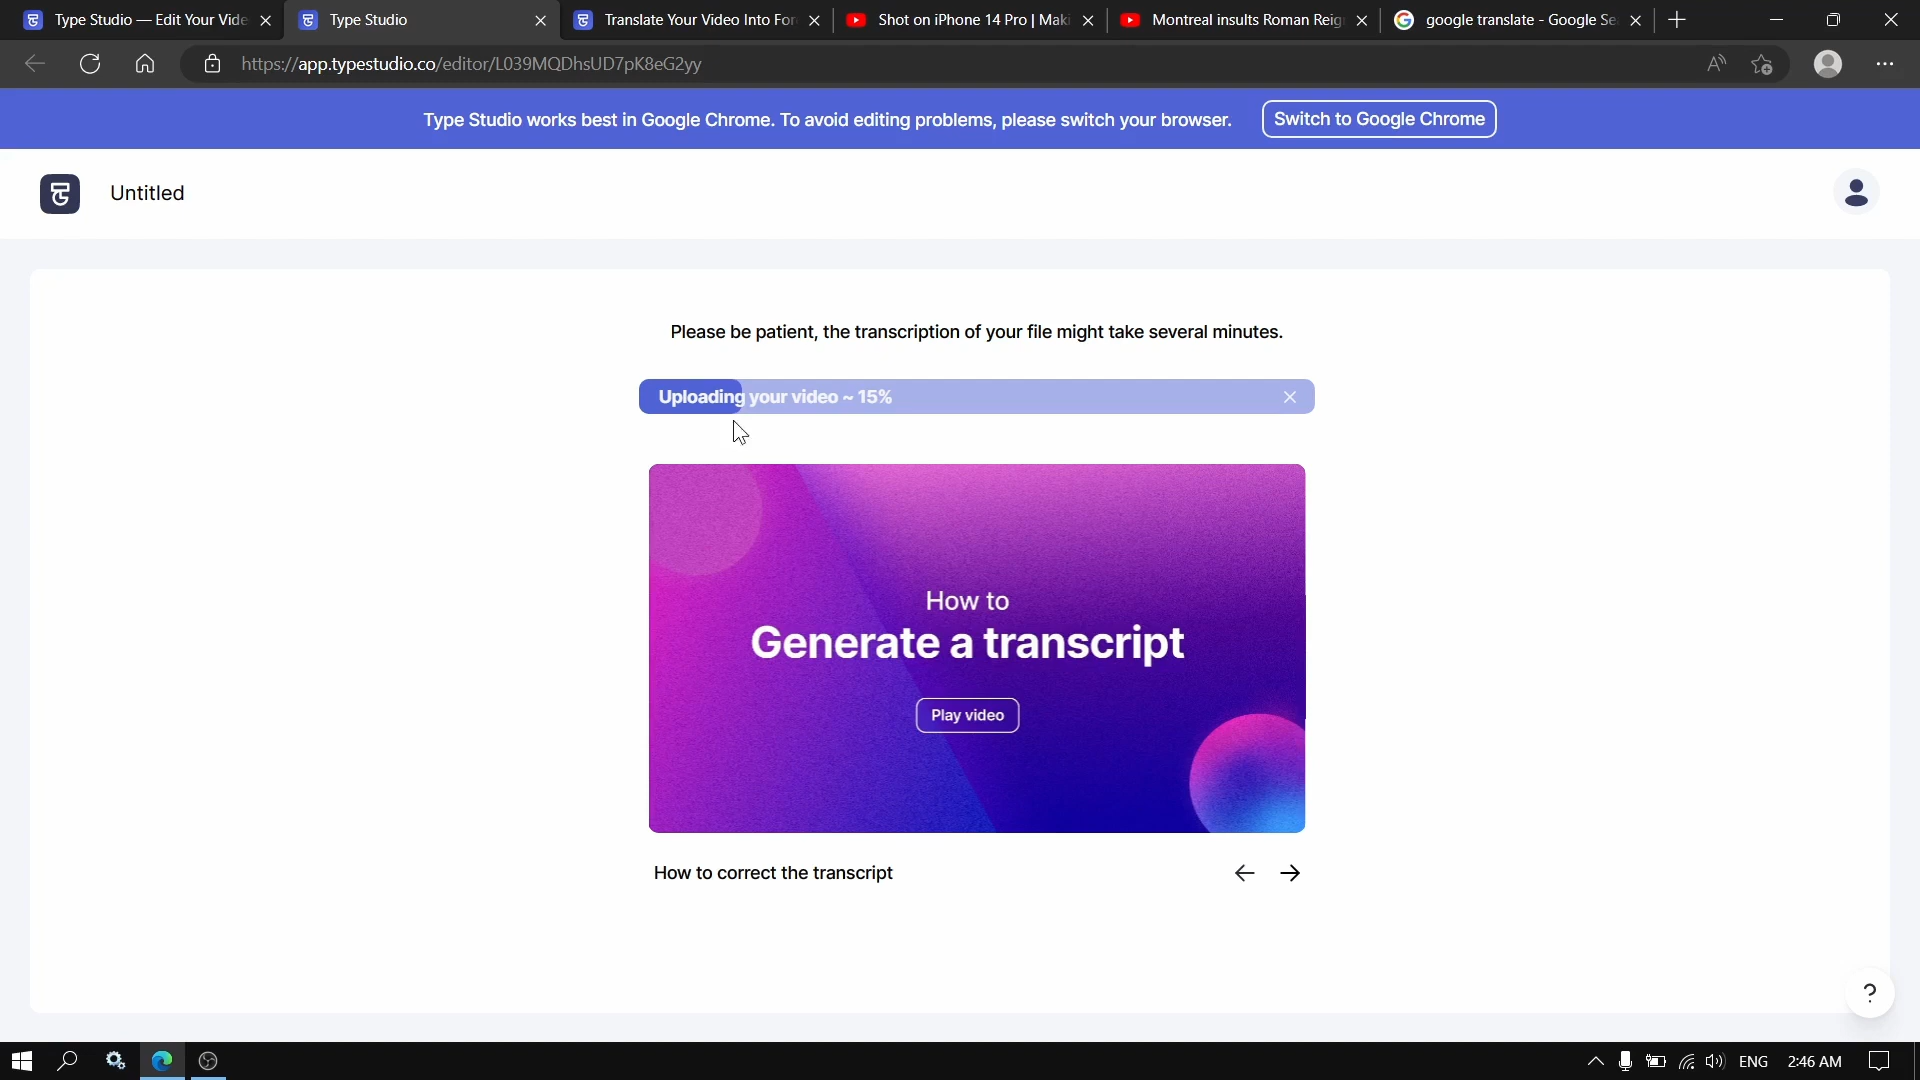 Type Studio — Edit Your Vide
Type Studio
Translate Your Video Into For
Shot on iPhone 14 Pro | Maki
Montreal insults Roman Reig
google translate - Google Se
https://app.typestudio.co/editor/L039MQDhsUD7pK8eG2yy
Type Studio works best in Google Chrome. To avoid editing problems, please switch your browser.
Switch to Google Chrome
Untitled
Please be patient, the transcription of your file might take several minutes.
Uploading your video ~ 15%
How to
Generate a transcript
Play video
How to correct the transcript
?
ENG
2:46 AM